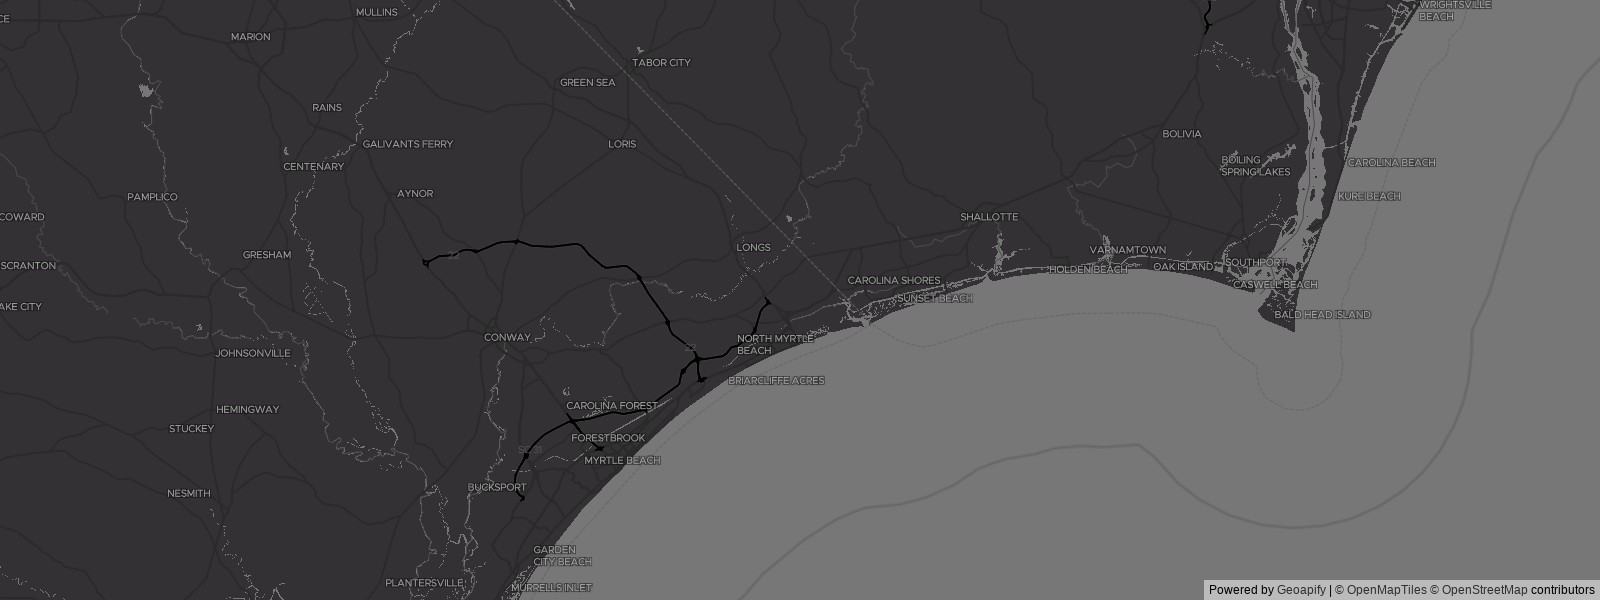 WRIGHTSVILLE
BEACH
MULLINS
MARION
TABOR CITY
GREEN SEA
RAINS
BOLIVIA
GALIVANTS FERRY
LORIS
CENTENARY
BOILING
SPRING LAKES
CAROLINA BEACH
AYNOR
PAMPLICO
KURE BEACH
COWARD
SHALLOTTE
LONGS
VARNAMTOWN
GRESHAM
SCRANTON
HOLDEN BEACH
OAK ISLAND
SOUTHPORT
CAROLINA SHORES
CASWELL BEACH
SUNSET BEACH
AKE CITY
BALD HEAD ISLAND
CONWAY
NORTH MYRTLE
BEACH
22
JOHNSONVILLE
BRIARCLIFFE ACRES
CAROLINA FOREST
HEMINGWAY
STUCKEY
FORESTBROOK
SC 31
MYRTLE BEACH
BUCKSPORT
NESMITH
GARDEN
CITY BEACH
PLANTERSVILLE
MURRELLS INLET
Powered by Geoapify | © OpenMapTiles © OpenStreetMap contributors